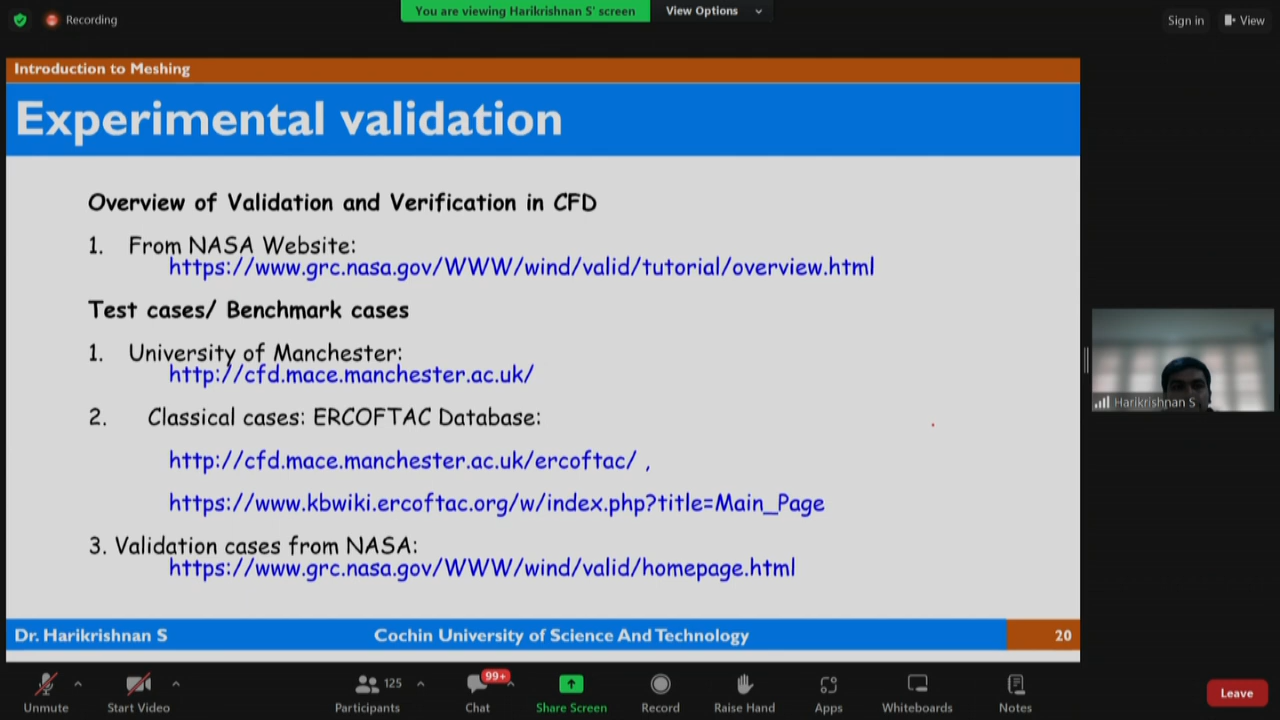 Recording
You are viewing Harikrishnan S' screen
View Options
Sign in
View
Introduction to Meshing
Experimental validation
Overview of Validation and Verification in CFD
1. From NASA Website:
https://www.grc.nasa.gov/WWW/wind/valid/tutorial/overview.html
Test cases/ Benchmark cases
1. University of Manchester:
http://cfd.mace.manchester.ac.uk/
2. Classical cases: ERCOFTAC Database:
http://cfd.mace.manchester.ac.uk/ercoftac/ ,
https://www.kbwiki.ercoftac.org/w/index.php?title=Main_Page
3. Validation cases from NASA:
https://www.grc.nasa.gov/WWW/wind/valid/homepage.html
Harikrishnan S
Dr. Harikrishnan S
Cochin University of Science And Technology
20
Unmute
Start Video
125
Participants
99+
Chat
Share Screen
Record
Raise Hand
Apps
Whiteboards
Notes
Leave